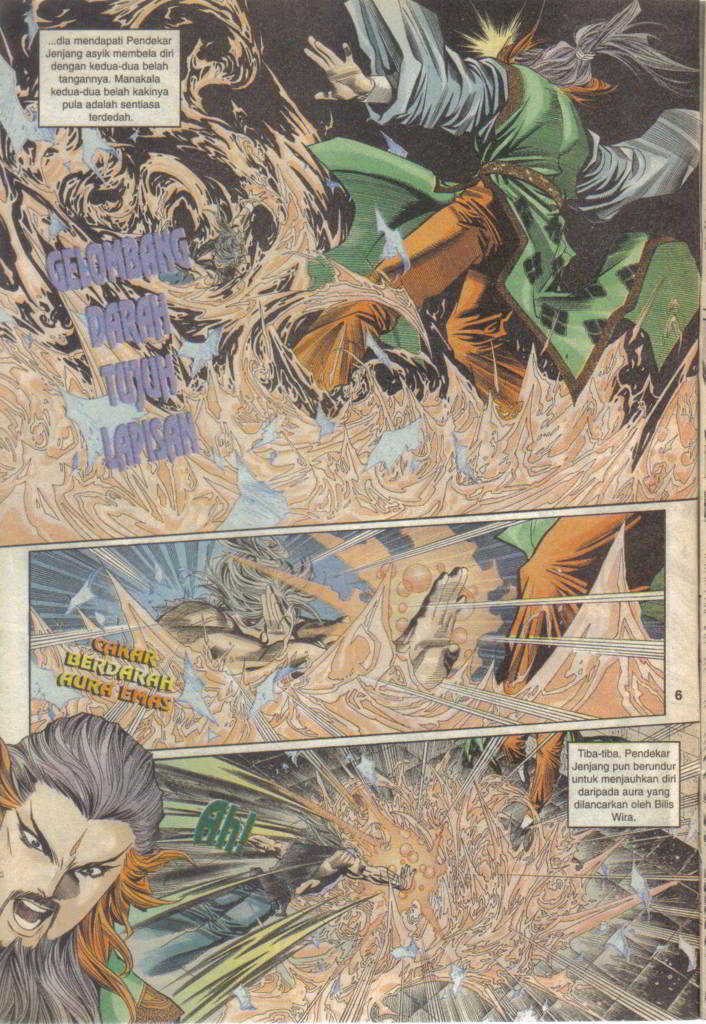 ...dia mendapati Pendekar
Jenjang asyik membela diri
dengan kedua-dua belah
tangannya. Manakala
kedua-dua belah kakinya
pula adalah sentiasa
terdedah.
GELOMBANG
DARAH
TUJUH
LAPISAN
CAKAR
BERDARAH
AURA EMAS
6
Tiba-tiba, Pendekar
Jenjang pun berundur
untuk menjauhkan diri
daripada aura yang
dilancarkan oleh Bilis
Wira.
Ah!